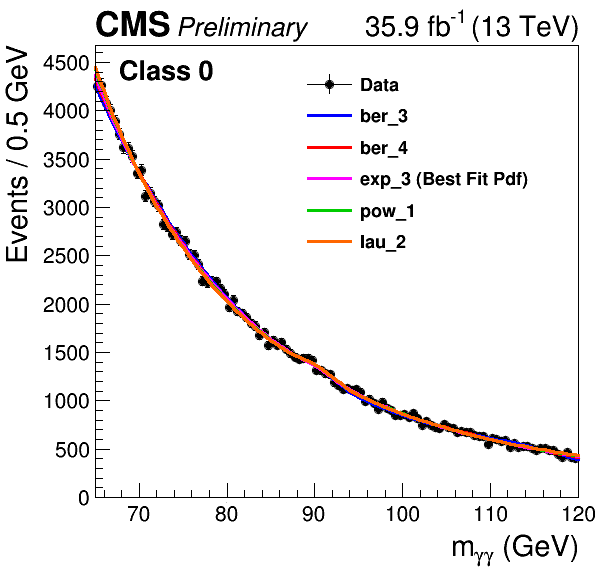 CMS Preliminary 35.9 fb⁻¹ (13 TeV)
Class 0
Data
ber_3
ber_4
exp_3 (Best Fit Pdf)
pow_1
lau_2
Events / 0.5 GeV
4500
4000
3500
3000
2500
2000
1500
1000
500
0
70 80 90 100 110 120
m_γγ (GeV)